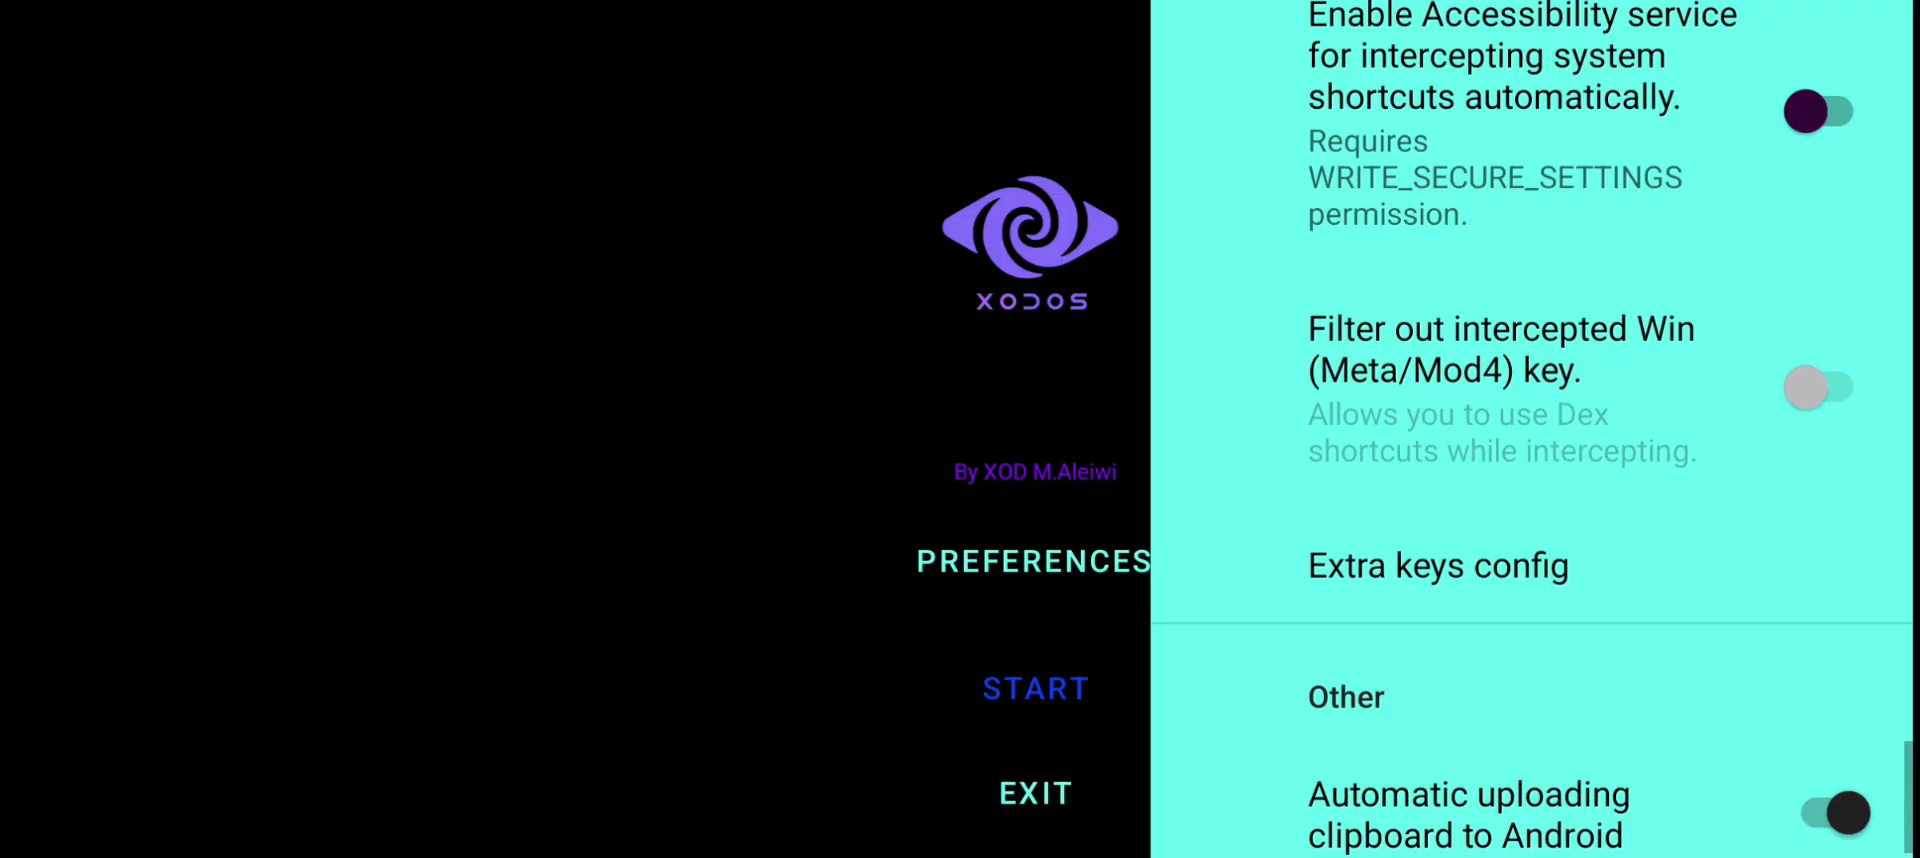 XODOS
By XOD M.Aleiwi
PREFERENCES
START
EXIT
Enable Accessibility service
for intercepting system
shortcuts automatically.
Requires
WRITE_SECURE_SETTINGS
permission.
Filter out intercepted Win
(Meta/Mod4) key.
Allows you to use Dex
shortcuts while intercepting.
Extra keys config
Other
Automatic uploading
clipboard to Android